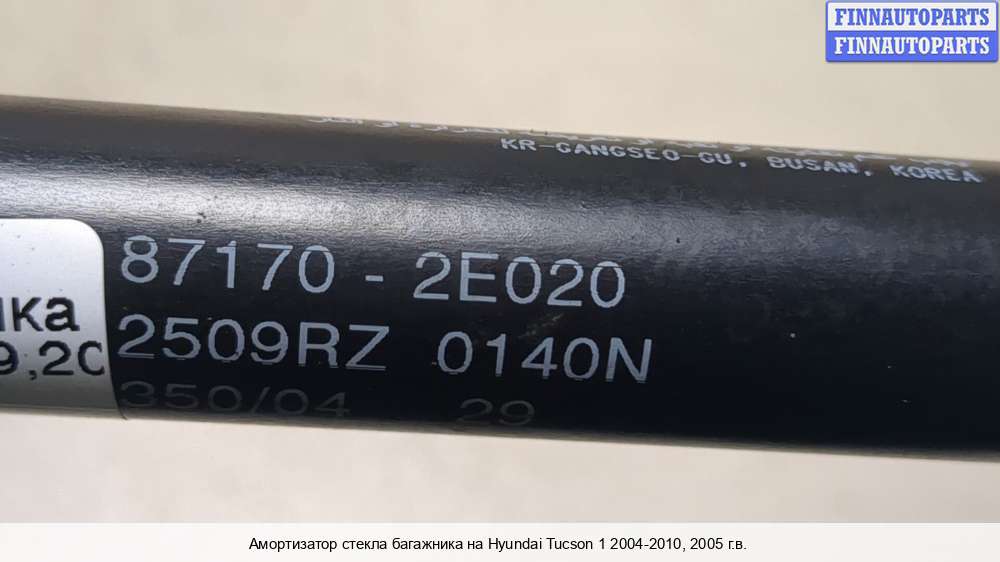 FINNAUTOPARTS
FINNAUTOPARTS
KR-GANGSEO-GU, BUSAN, KOREA
87170 - 2E020
ика
2509RZ 0140N
9,20
350/04 29
Амортизатор стекла багажника на Hyundai Tucson 1 2004-2010, 2005 г.в.